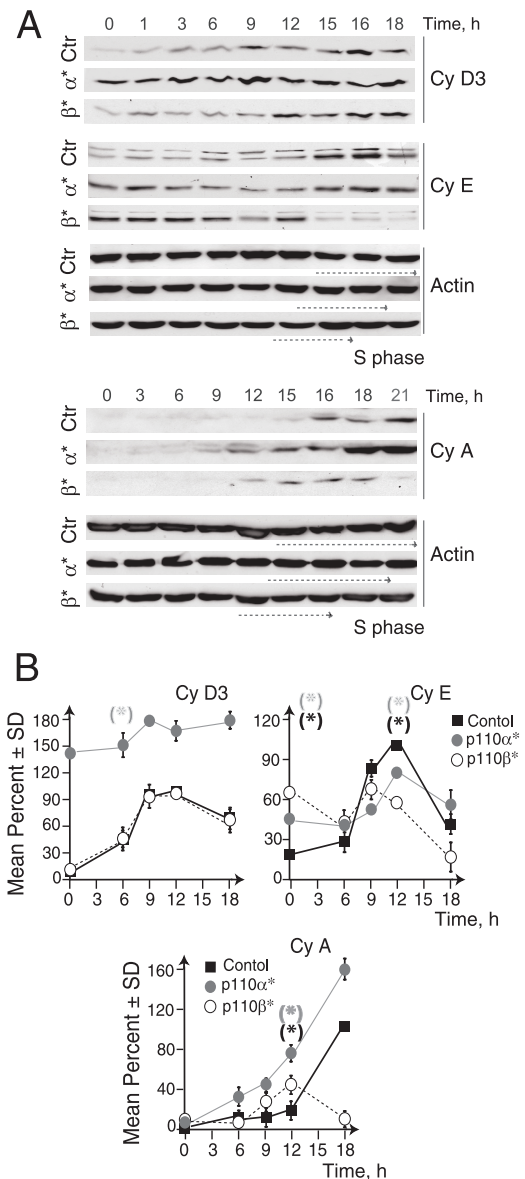 A
0 1 3 6 9 12 15 16 18 Time, h
Ctr
α*
β*
Cy D3
Ctr
α*
β*
Cy E
Ctr
α*
β*
Actin
S phase
0 3 6 9 12 15 16 18 21 Time, h
Ctr
α*
β*
Cy A
Ctr
α*
β*
Actin
S phase
B
Cy D3
(*)
180
150
120
90
60
30
0
Mean Percent ± SD
0 3 6 9 12 15 18
Cy E
(*) (*)
(*) (*)
Contol
p110α*
p110β*
120
90
60
30
0
0 3 6 9 12 15 18
Time, h
Cy A
Contol
p110α*
p110β*
(*)
(*)
160
120
80
40
0
Mean Percent ± SD
0 3 6 9 12 15 18
Time, h